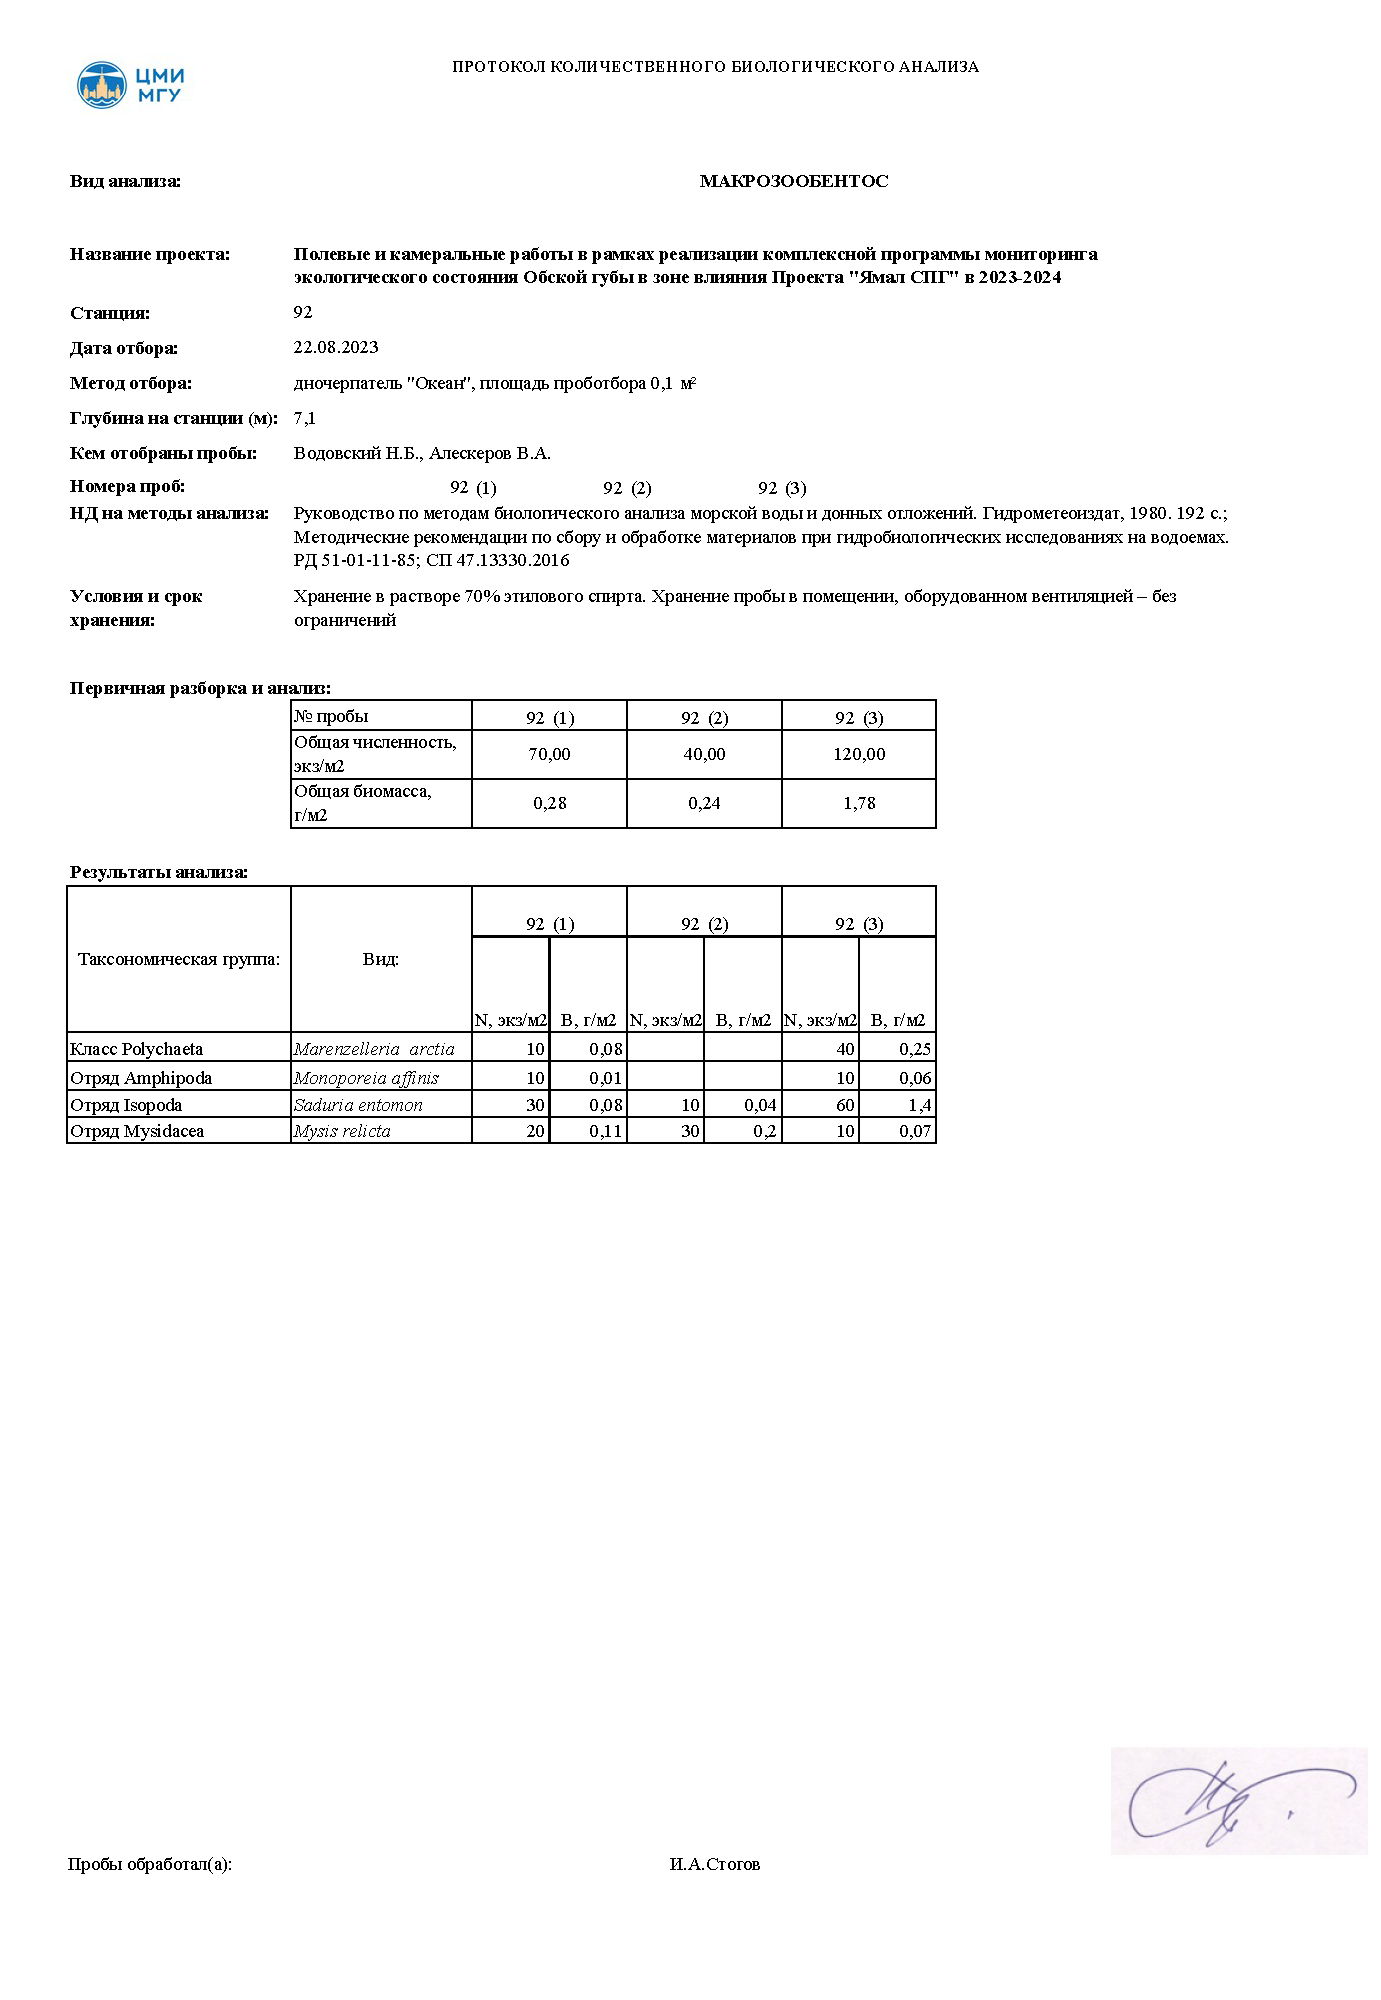 ЦМИ
МГУ
ПРОТОКОЛ КОЛИЧЕСТВЕННОГО БИОЛОГИЧЕСКОГО АНАЛИЗА
Вид анализа: МАКРОЗООБЕНТОС
Название проекта: Полевые и камеральные работы в рамках реализации комплексной программы мониторинга
экологического состояния Обской губы в зоне влияния Проекта "Ямал СПГ" в 2023-2024
Станция: 92
Дата отбора: 22.08.2023
Метод отбора: дночерпатель "Океан", площадь проботбора 0,1 м²
Глубина на станции (м): 7,1
Кем отобраны пробы: Водовский Н.Б., Алескеров В.А.
Номера проб: 92 (1) 92 (2) 92 (3)
НД на методы анализа: Руководство по методам биологического анализа морской воды и донных отложений. Гидрометеоиздат, 1980. 192 с.;
Методические рекомендации по сбору и обработке материалов при гидробиологических исследованиях на водоемах.
РД 51-01-11-85; СП 47.13330.2016
Условия и срок Хранение в растворе 70% этилового спирта. Хранение пробы в помещении, оборудованном вентиляцией – без
хранения: ограничений
Первичная разборка и анализ:
№ пробы 92 (1) 92 (2) 92 (3)
Общая численность,
экз/м2 70,00 40,00 120,00
Общая биомасса,
г/м2 0,28 0,24 1,78
Результаты анализа:
92 (1) 92 (2) 92 (3)
Таксономическая группа: Вид:
N, экз/м2 B, г/м2 N, экз/м2 B, г/м2 N, экз/м2 B, г/м2
Класс Polychaeta Marenzelleria arctia 10 0,08 40 0,25
Отряд Amphipoda Monoporeia affinis 10 0,01 10 0,06
Отряд Isopoda Saduria entomon 30 0,08 10 0,04 60 1,4
Отряд Mysidacea Mysis relicta 20 0,11 30 0,2 10 0,07
Пробы обработал(а): И.А.Стогов